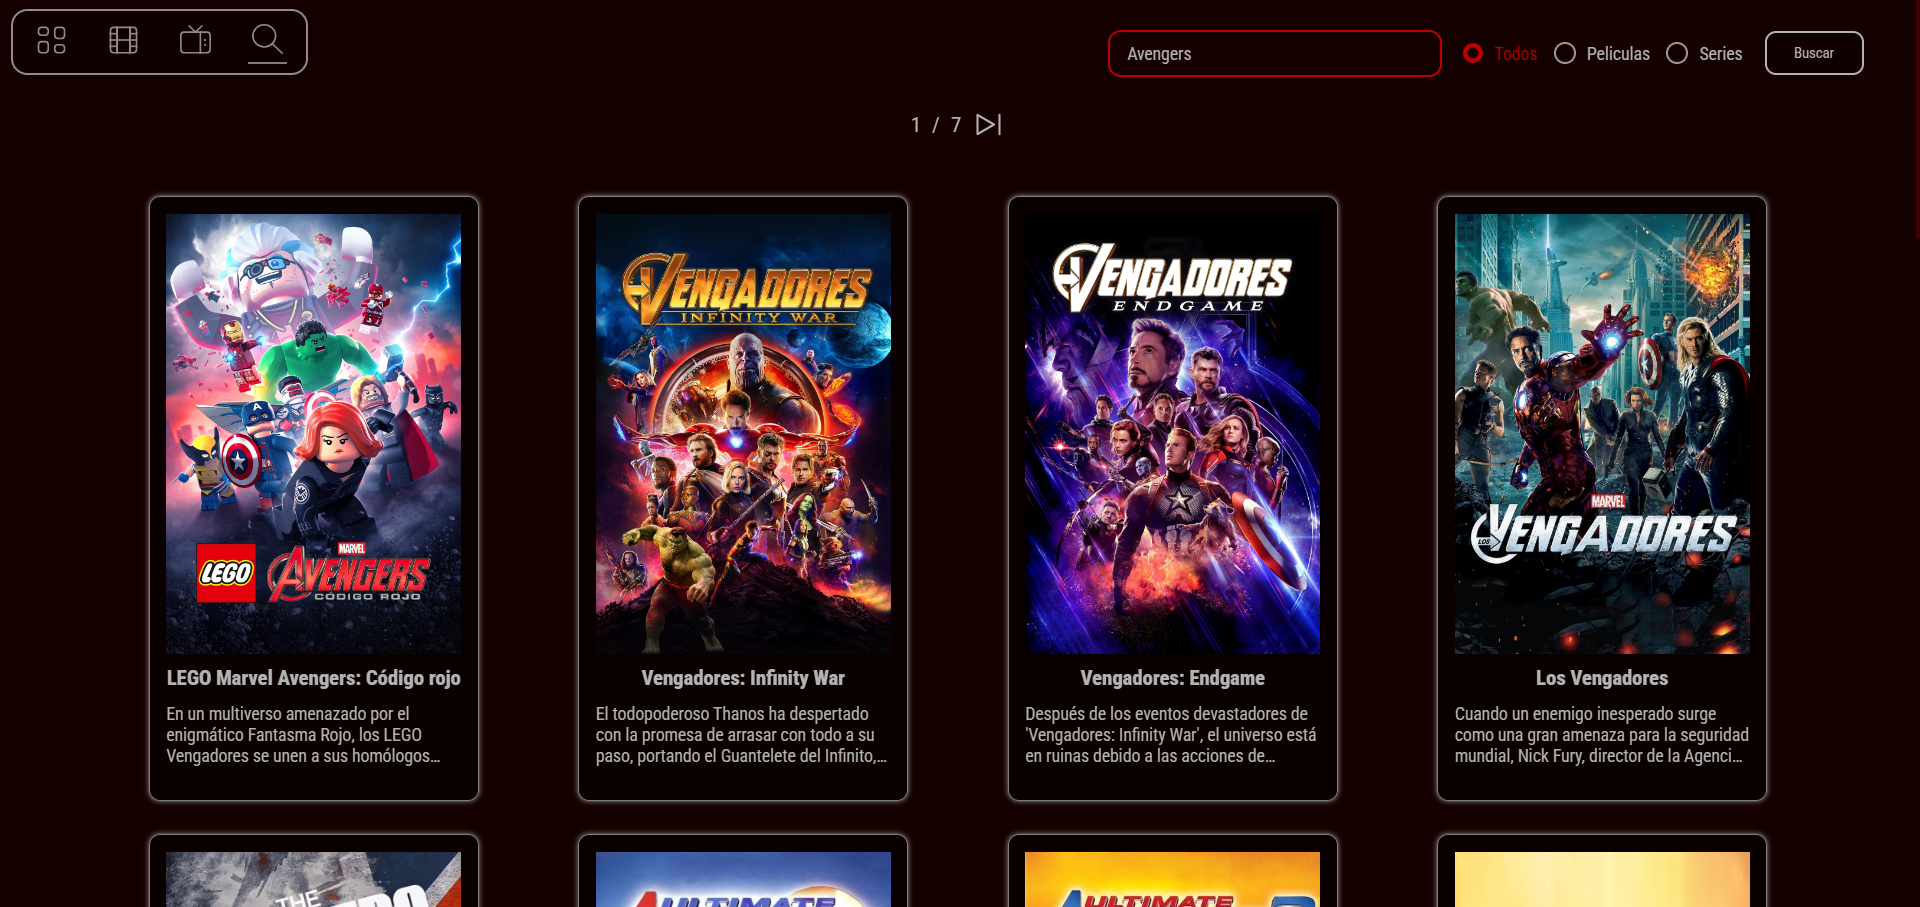 Avengers
Todos
Peliculas
Series
Buscar
1 / 7
LEGO
MARVEL
AVENGERS
CÓDIGO ROJO
LEGO Marvel Avengers: Código rojo
En un multiverso amenazado por el
enigmático Fantasma Rojo, los LEGO
Vengadores se unen a sus homólogos...
VENGADORES
INFINITY WAR
Vengadores: Infinity War
El todopoderoso Thanos ha despertado
con la promesa de arrasar con todo a su
paso, portando el Guantelete del Infinito,...
VENGADORES
ENDGAME
Vengadores: Endgame
Después de los eventos devastadores de
'Vengadores: Infinity War', el universo está
en ruinas debido a las acciones de...
MARVEL
LOS
VENGADORES
Los Vengadores
Cuando un enemigo inesperado surge
como una gran amenaza para la seguridad
mundial, Nick Fury, director de la Agenci...
THE
ULTIMATE
ULTIMATE